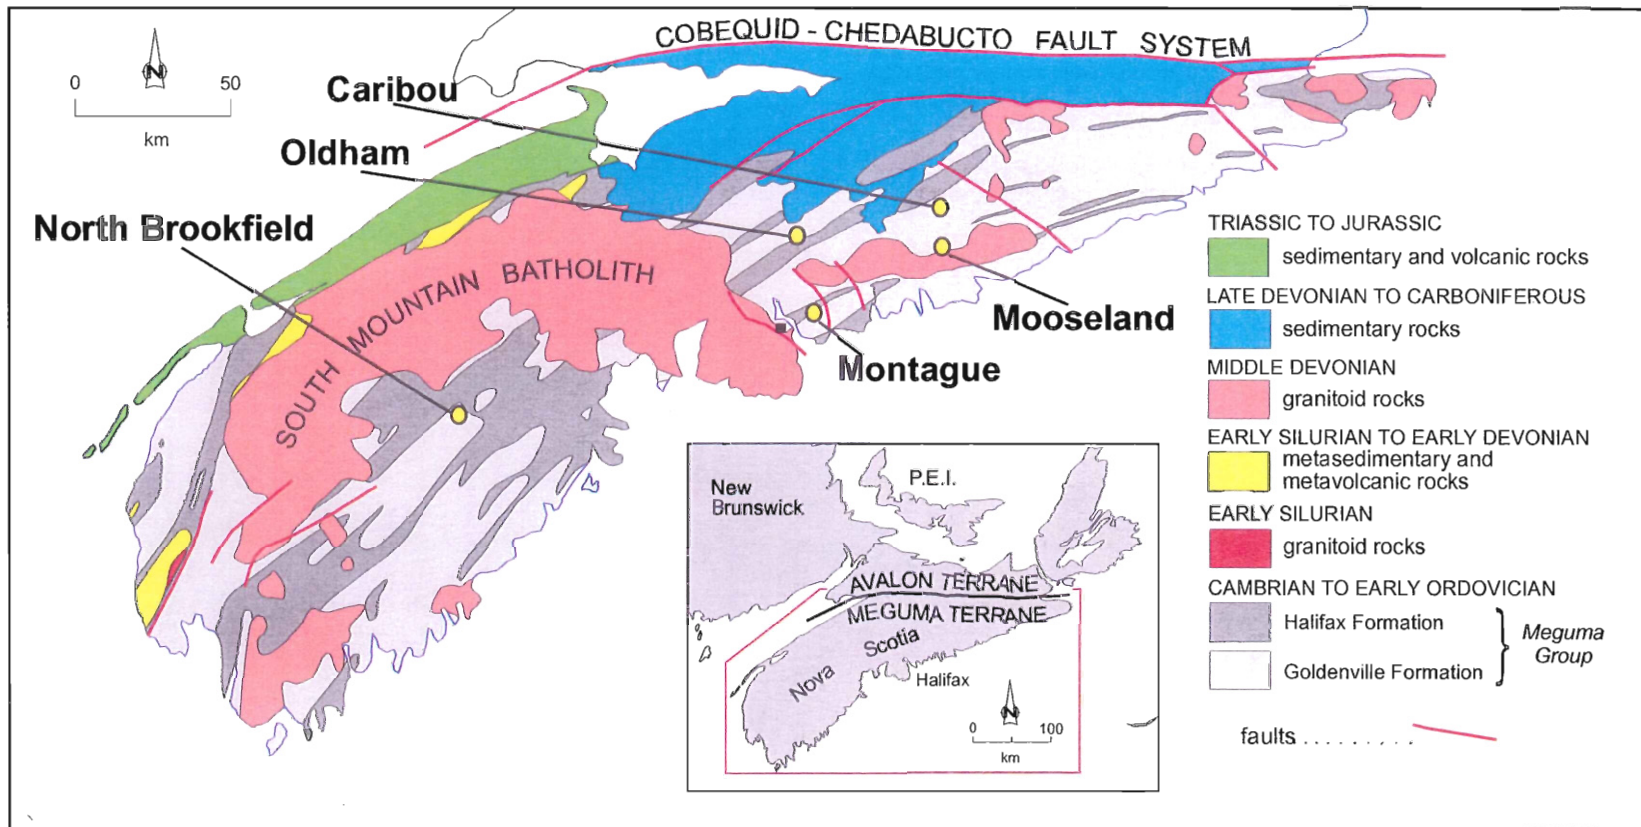 COBEQUID - CHEDABUCTO FAULT SYSTEM
N
0 50
km
Caribou
Oldham
North Brookfield
SOUTH MOUNTAIN BATHOLITH
Mooseland
Montague
TRIASSIC TO JURASSIC
sedimentary and volcanic rocks
LATE DEVONIAN TO CARBONIFEROUS
sedimentary rocks
MIDDLE DEVONIAN
granitoid rocks
EARLY SILURIAN TO EARLY DEVONIAN
metasedimentary and
metavolcanic rocks
EARLY SILURIAN
granitoid rocks
CAMBRIAN TO EARLY ORDOVICIAN
Halifax Formation
Goldenville Formation
Meguma
Group
faults . . . . . . . .
New
Brunswick
P.E.I.
AVALON TERRANE
MEGUMA TERRANE
Nova Scotia
Halifax
N
0 100
km